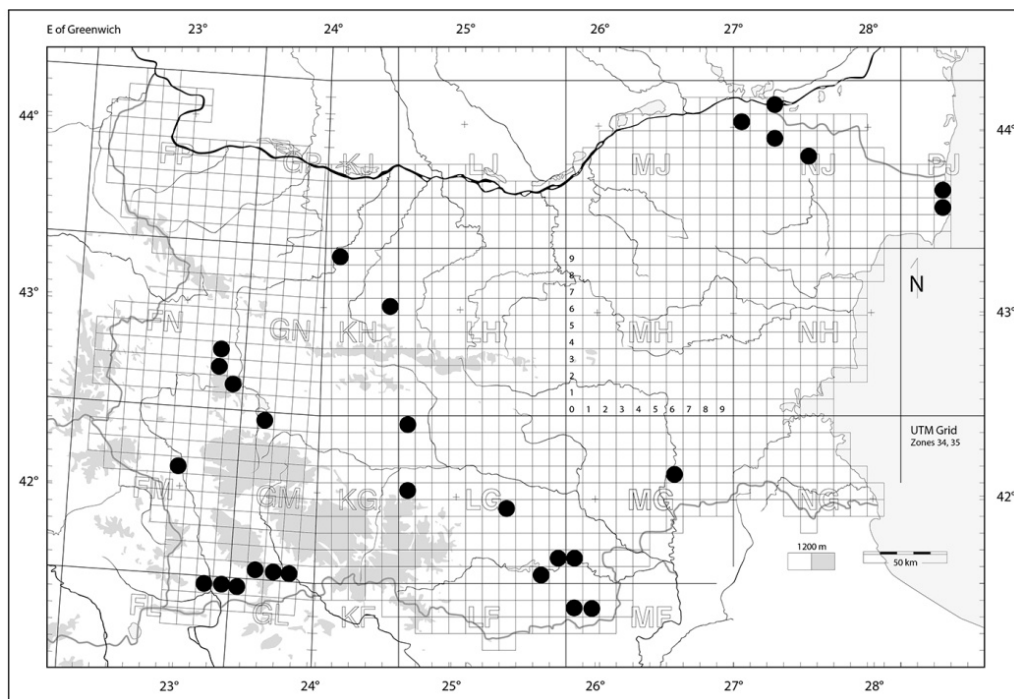 E of Greenwich
23° 24° 25° 26° 27° 28°
44° 44°
FP GP KJ LJ MJ NJ PJ
9
43° 8 N 43°
7
6
FN GN KH LH 5 MH NH
4
3
2
1
0 1 2 3 4 5 6 7 8 9
UTM Grid
Zones 34, 35
42° FM GM KG LG MG NG 42°
1200 m
50 km
FL GL KF LF MF
23° 24° 25° 26° 27° 28°